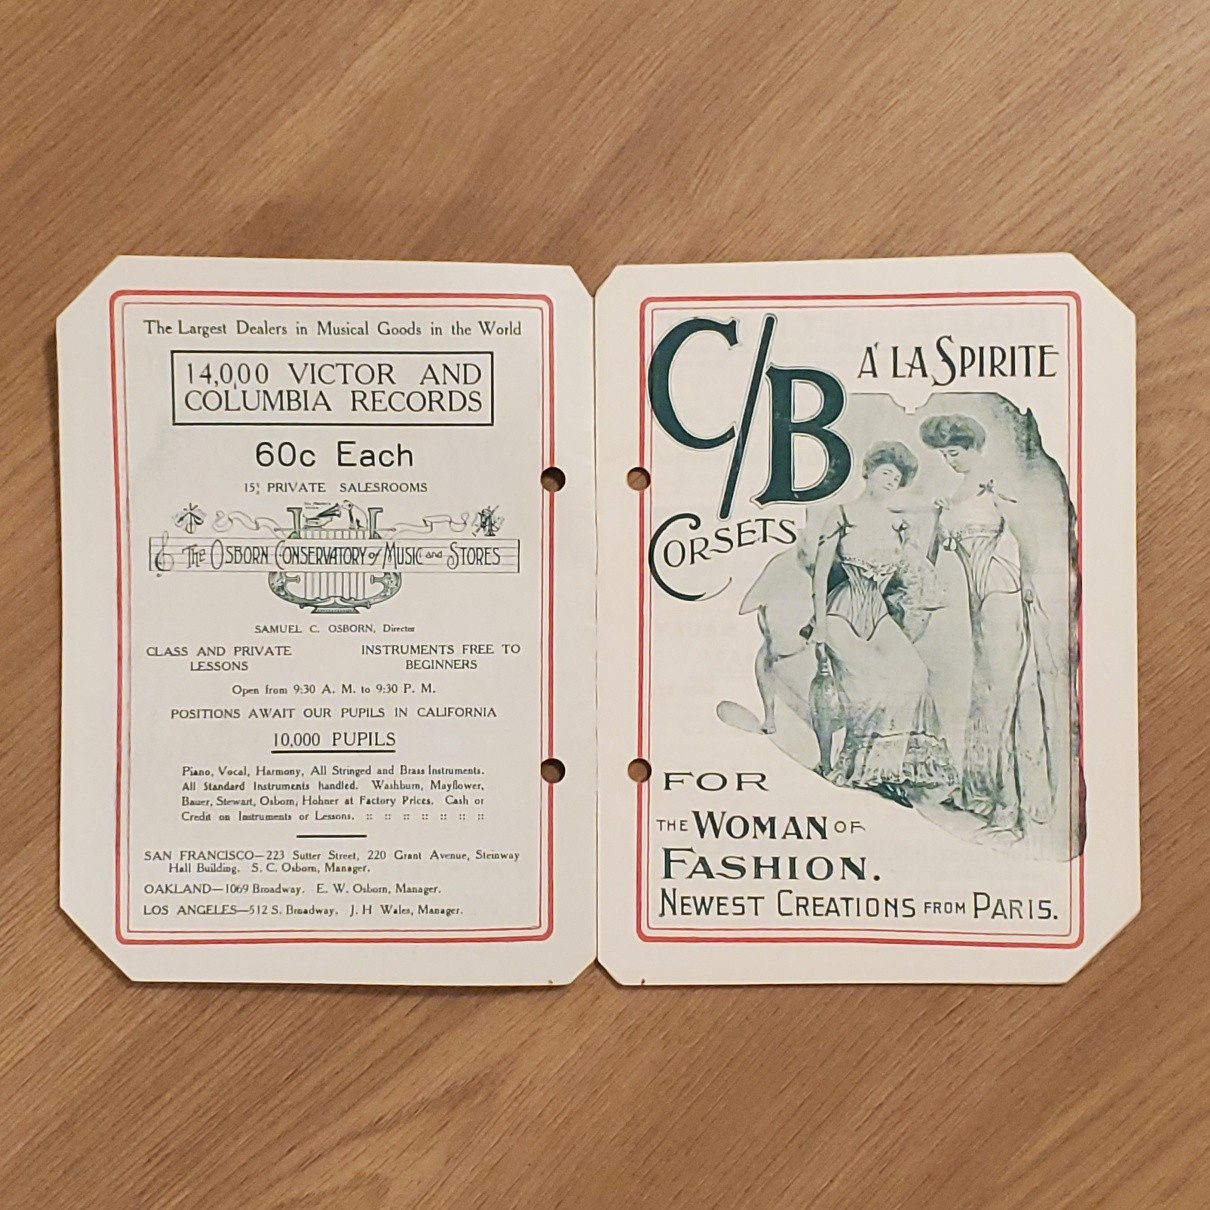 The Largest Dealers in Musical Goods in the World
14,000 VICTOR AND
COLUMBIA RECORDS
60c Each
15 PRIVATE SALESROOMS
The Osborn Conservatory of Music and Stores
SAMUEL C. OSBORN, Director
CLASS AND PRIVATE
LESSONS
INSTRUMENTS FREE TO
BEGINNERS
Open from 9:30 A. M. to 9:30 P. M.
POSITIONS AWAIT OUR PUPILS IN CALIFORNIA
10,000 PUPILS
Piano, Vocal, Harmony, All Stringed and Brass Instruments.
All Standard Instruments handled. Washburn, Mayflower,
Bauer, Stewart, Osborn, Hohner at Factory Prices. Cash or
Credit on Instruments or Lessons. :: :: :: :: :: :: ::
SAN FRANCISCO—223 Sutter Street, 220 Grant Avenue, Steinway
Hall Building. S. C. Osborn, Manager.
OAKLAND—1069 Broadway. E. W. Osborn, Manager.
LOS ANGELES—512 S. Broadway, J. H Wales, Manager.
C/B
A' LA SPIRITE
CORSETS
FOR
THE WOMAN OF
FASHION.
NEWEST CREATIONS FROM PARIS.